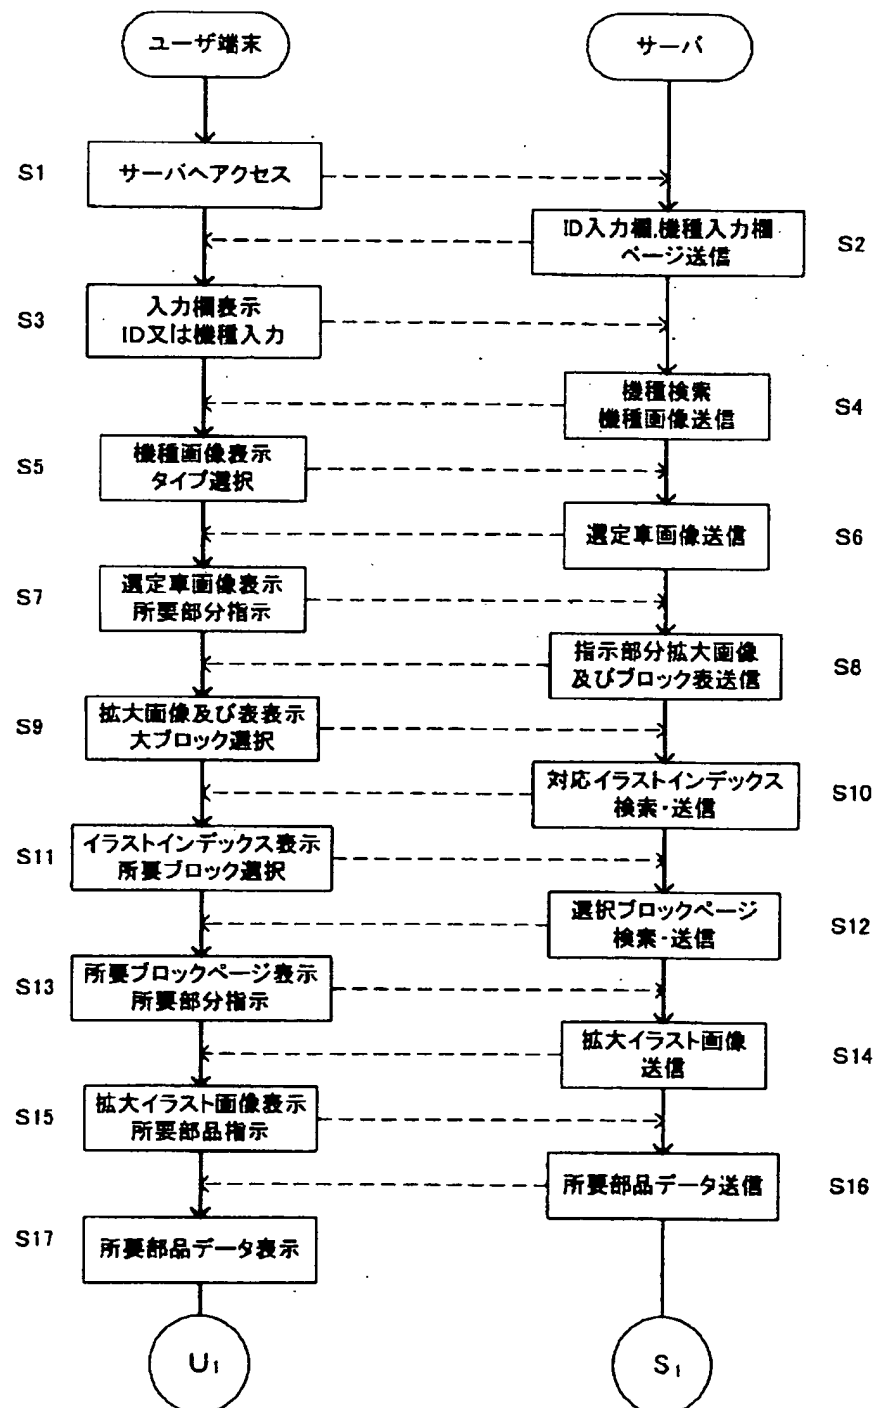 ユーザ端末
サーバ
S1
サーバへアクセス
ID入力欄,機種入力欄
ページ送信
S2
S3
入力欄表示
ID又は機種入力
機種検索
機種画像送信
S4
S5
機種画像表示
タイプ選択
選定車画像送信
S6
S7
選定車画像表示
所要部分指示
指示部分拡大画像
及びブロック表送信
S8
S9
拡大画像及び表表示
大ブロック選択
対応イラストインデックス
検索・送信
S10
S11
イラストインデックス表示
所要ブロック選択
選択ブロックページ
検索・送信
S12
S13
所要ブロックページ表示
所要部分指示
拡大イラスト画像
送信
S14
S15
拡大イラスト画像表示
所要部品指示
所要部品データ送信
S16
S17
所要部品データ表示
U1
S1